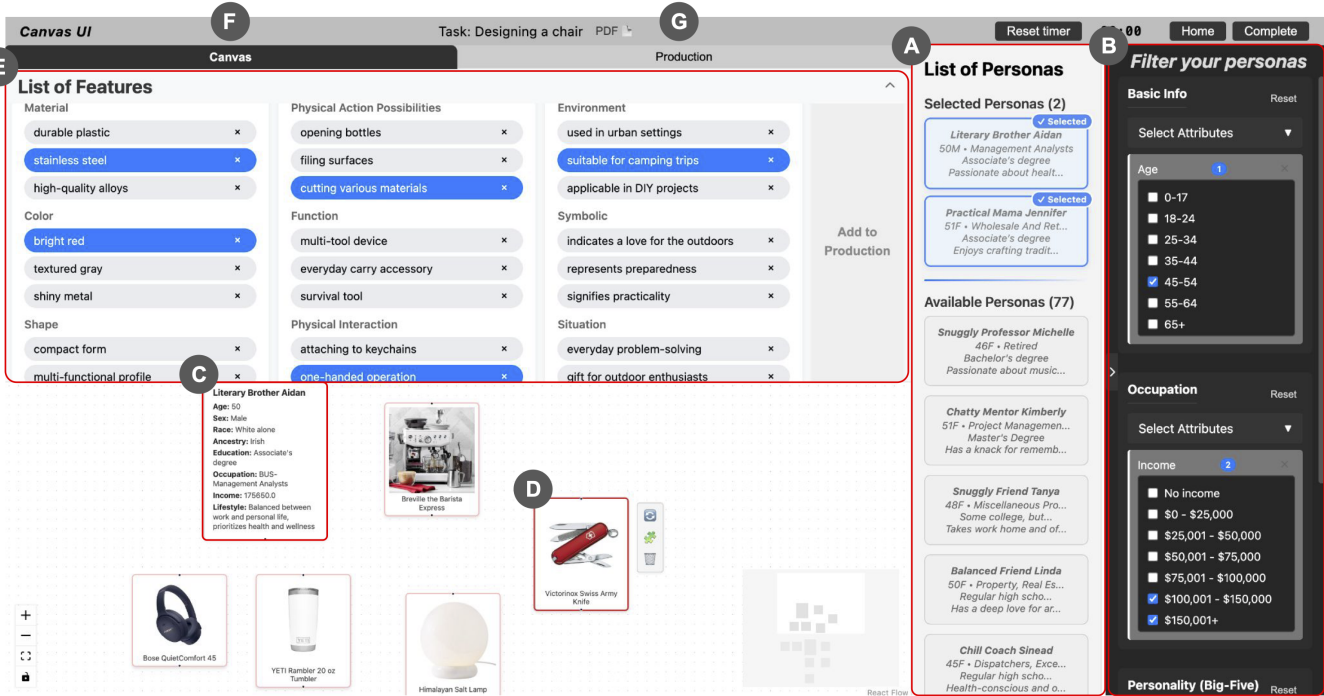 F
G
Canvas UI
Task: Designing a chair PDF
Reset timer
:00
Home
Complete
Canvas
Production
E
List of Features
Material
durable plastic ×
stainless steel ×
high-quality alloys ×
Color
bright red ×
textured gray ×
shiny metal ×
Shape
compact form ×
multi-functional profile ×
Physical Action Possibilities
opening bottles ×
filing surfaces ×
cutting various materials ×
Function
multi-tool device ×
everyday carry accessory ×
survival tool ×
Physical Interaction
attaching to keychains ×
one-handed operation ×
Environment
used in urban settings ×
suitable for camping trips ×
applicable in DIY projects ×
Symbolic
indicates a love for the outdoors ×
represents preparedness ×
signifies practicality ×
Situation
everyday problem-solving ×
gift for outdoor enthusiasts ×
Add to
Production
C
Literary Brother Aidan
Age: 50
Sex: Male
Race: White alone
Ancestry: Irish
Education: Associate's
degree
Occupation: BUS-
Management Analysts
Income: 175650.0
Lifestyle: Balanced between
work and personal life,
prioritizes health and wellness
Breville the Barista
Express
D
Victorinox Swiss Army
Knife
Bose QuietComfort 45
YETI Rambler 20 oz
Tumbler
Himalayan Salt Lamp
React Flow
A
List of Personas
Selected Personas (2)
✓ Selected
Literary Brother Aidan
50M • Management Analysts
Associate's degree
Passionate about healt...
✓ Selected
Practical Mama Jennifer
51F • Wholesale And Ret...
Associate's degree
Enjoys crafting tradit...
Available Personas (77)
Snuggly Professor Michelle
46F • Retired
Bachelor's degree
Passionate about music...
Chatty Mentor Kimberly
51F • Project Managemen...
Master's Degree
Has a knack for rememb...
Snuggly Friend Tanya
48F • Miscellaneous Pro...
Some college, but...
Takes work home and of...
Balanced Friend Linda
50F • Property, Real Es...
Regular high scho...
Has a deep love for ar...
Chill Coach Sinead
45F • Dispatchers, Exce...
Regular high scho...
Health-conscious and o...
B
Filter your personas
Basic Info
Reset
Select Attributes
Age 1 ×
0-17
18-24
25-34
35-44
45-54
55-64
65+
Occupation
Reset
Select Attributes
Income 2 ×
No income
$0 - $25,000
$25,001 - $50,000
$50,001 - $75,000
$75,001 - $100,000
$100,001 - $150,000
$150,001+
Personality (Big-Five)
Reset